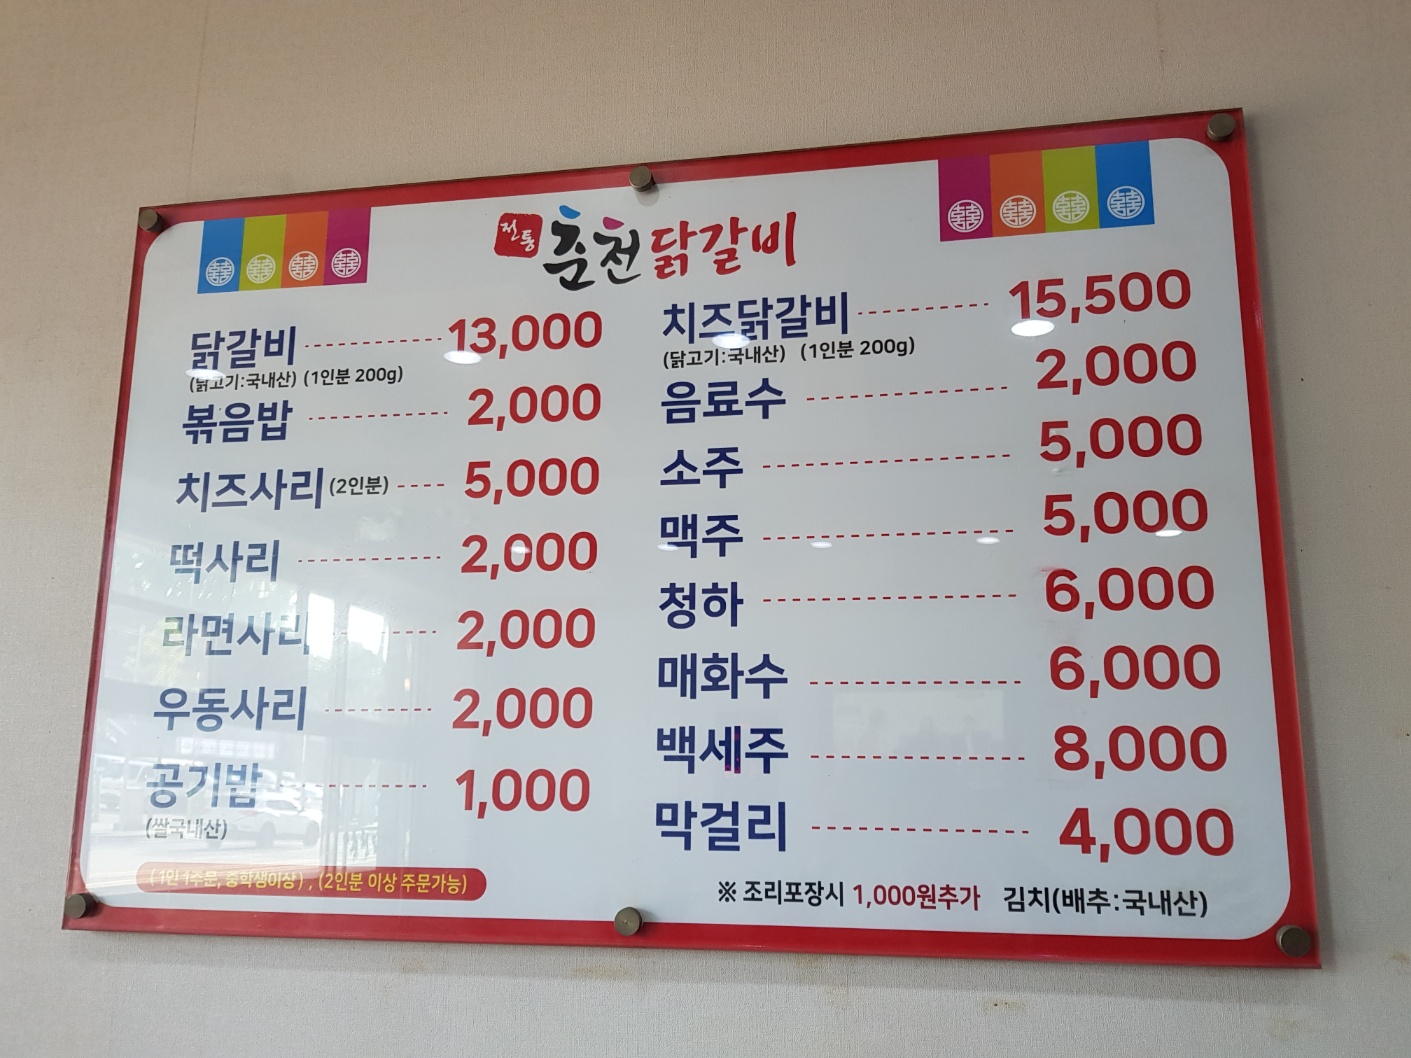 전통 춘천닭갈비
닭갈비 13,000
(닭고기:국내산) (1인분 200g)
볶음밥 2,000
치즈사리(2인분) 5,000
떡사리 2,000
라면사리 2,000
우동사리 2,000
공기밥 1,000
(쌀국내산)
(1인 1주문, 중학생이상), (2인분 이상 주문가능)
치즈닭갈비 15,500
(닭고기:국내산) (1인분 200g)
음료수 2,000
소주 5,000
맥주 5,000
청하 6,000
매화수 6,000
백세주 8,000
막걸리 4,000
※ 조리포장시 1,000원추가 김치(배추:국내산)